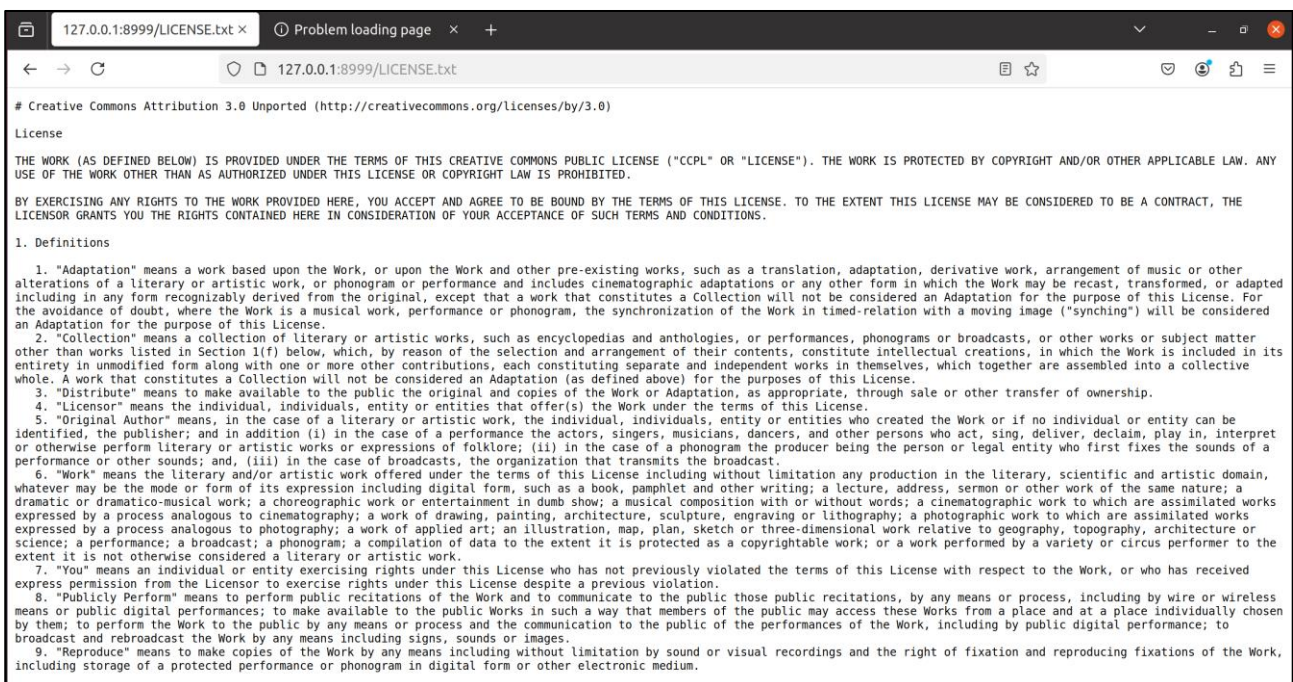 127.0.0.1:8999/LICENSE.txt
Problem loading page
127.0.0.1:8999/LICENSE.txt
# Creative Commons Attribution 3.0 Unported (http://creativecommons.org/licenses/by/3.0)
License
THE WORK (AS DEFINED BELOW) IS PROVIDED UNDER THE TERMS OF THIS CREATIVE COMMONS PUBLIC LICENSE ("CCPL" OR "LICENSE"). THE WORK IS PROTECTED BY COPYRIGHT AND/OR OTHER APPLICABLE LAW. ANY
USE OF THE WORK OTHER THAN AS AUTHORIZED UNDER THIS LICENSE OR COPYRIGHT LAW IS PROHIBITED.
BY EXERCISING ANY RIGHTS TO THE WORK PROVIDED HERE, YOU ACCEPT AND AGREE TO BE BOUND BY THE TERMS OF THIS LICENSE. TO THE EXTENT THIS LICENSE MAY BE CONSIDERED TO BE A CONTRACT, THE
LICENSOR GRANTS YOU THE RIGHTS CONTAINED HERE IN CONSIDERATION OF YOUR ACCEPTANCE OF SUCH TERMS AND CONDITIONS.
1. Definitions
1. "Adaptation" means a work based upon the Work, or upon the Work and other pre-existing works, such as a translation, adaptation, derivative work, arrangement of music or other
alterations of a literary or artistic work, or phonogram or performance and includes cinematographic adaptations or any other form in which the Work may be recast, transformed, or adapted
including in any form recognizably derived from the original, except that a work that constitutes a Collection will not be considered an Adaptation for the purpose of this License. For
the avoidance of doubt, where the Work is a musical work, performance or phonogram, the synchronization of the Work in timed-relation with a moving image ("synching") will be considered
an Adaptation for the purpose of this License.
2. "Collection" means a collection of literary or artistic works, such as encyclopedias and anthologies, or performances, phonograms or broadcasts, or other works or subject matter
other than works listed in Section 1(f) below, which, by reason of the selection and arrangement of their contents, constitute intellectual creations, in which the Work is included in its
entirety in unmodified form along with one or more other contributions, each constituting separate and independent works in themselves, which together are assembled into a collective
whole. A work that constitutes a Collection will not be considered an Adaptation (as defined above) for the purposes of this License.
3. "Distribute" means to make available to the public the original and copies of the Work or Adaptation, as appropriate, through sale or other transfer of ownership.
4. "Licensor" means the individual, individuals, entity or entities that offer(s) the Work under the terms of this License.
5. "Original Author" means, in the case of a literary or artistic work, the individual, individuals, entity or entities who created the Work or if no individual or entity can be
identified, the publisher; and in addition (i) in the case of a performance the actors, singers, musicians, dancers, and other persons who act, sing, deliver, declaim, play in, interpret
or otherwise perform literary or artistic works or expressions of folklore; (ii) in the case of a phonogram the producer being the person or legal entity who first fixes the sounds of a
performance or other sounds; and, (iii) in the case of broadcasts, the organization that transmits the broadcast.
6. "Work" means the literary and/or artistic work offered under the terms of this License including without limitation any production in the literary, scientific and artistic domain,
whatever may be the mode or form of its expression including digital form, such as a book, pamphlet and other writing; a lecture, address, sermon or other work of the same nature; a
dramatic or dramatico-musical work; a choreographic work or entertainment in dumb show; a musical composition with or without words; a cinematographic work to which are assimilated works
expressed by a process analogous to cinematography; a work of drawing, painting, architecture, sculpture, engraving or lithography; a photographic work to which are assimilated works
expressed by a process analogous to photography; a work of applied art; an illustration, map, plan, sketch or three-dimensional work relative to geography, topography, architecture or
science; a performance; a broadcast; a phonogram; a compilation of data to the extent it is protected as a copyrightable work; or a work performed by a variety or circus performer to the
extent it is not otherwise considered a literary or artistic work.
7. "You" means an individual or entity exercising rights under this License who has not previously violated the terms of this License with respect to the Work, or who has received
express permission from the Licensor to exercise rights under this License despite a previous violation.
8. "Publicly Perform" means to perform public recitations of the Work and to communicate to the public those public recitations, by any means or process, including by wire or wireless
means or public digital performances; to make available to the public Works in such a way that members of the public may access these Works from a place and at a place individually chosen
by them; to perform the Work to the public by any means or process and the communication to the public of the performances of the Work, including by public digital performance; to
broadcast and rebroadcast the Work by any means including signs, sounds or images.
9. "Reproduce" means to make copies of the Work by any means including without limitation by sound or visual recordings and the right of fixation and reproducing fixations of the Work,
including storage of a protected performance or phonogram in digital form or other electronic medium.